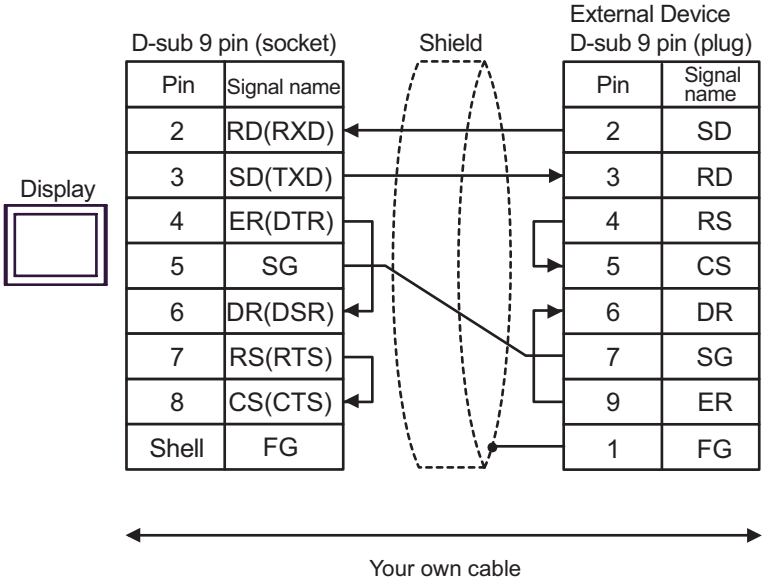 External Device
D-sub 9 pin (socket) Shield D-sub 9 pin (plug)
Pin Signal name Pin Signal name
2 RD(RXD) 2 SD
3 SD(TXD) 3 RD
Display
4 ER(DTR) 4 RS
5 SG 5 CS
6 DR(DSR) 6 DR
7 RS(RTS) 7 SG
8 CS(CTS) 9 ER
Shell FG 1 FG
Your own cable